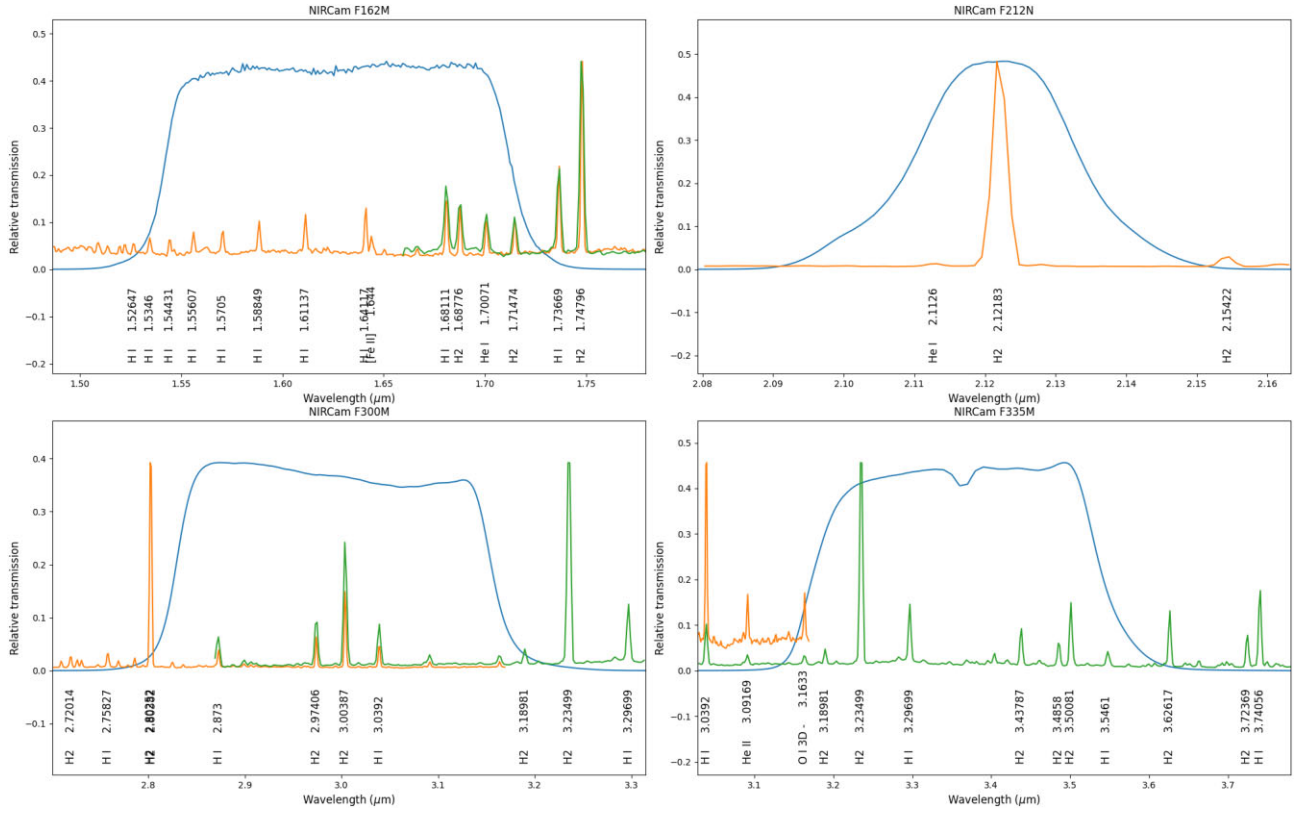 NIRCam F162M
Relative transmission
0.5
0.4
0.3
0.2
0.1
0.0
−0.1
−0.2
H I 1.52647
H I 1.5346
H I 1.54431
H I 1.55607
H I 1.5705
H I 1.58849
H I 1.61137
H I 1.64117
[Fe II] 1.644
H I 1.68111
H2 1.68776
He I 1.70071
H2 1.71474
H I 1.73669
H2 1.74796
1.50 1.55 1.60 1.65 1.70 1.75
Wavelength (μm)
NIRCam F212N
Relative transmission
0.5
0.4
0.3
0.2
0.1
0.0
−0.1
−0.2
He I 2.1126
H2 2.12183
H2 2.15422
2.08 2.09 2.10 2.11 2.12 2.13 2.14 2.15 2.16
Wavelength (μm)
NIRCam F300M
Relative transmission
0.4
0.3
0.2
0.1
0.0
−0.1
H2 2.72014
H I 2.75827
H2
H I 2.873
H2 2.97406
H2 3.00387
H I 3.0392
H2 3.18981
H2 3.23499
H I 3.29699
2.8 2.9 3.0 3.1 3.2 3.3
Wavelength (μm)
NIRCam F335M
Relative transmission
0.5
0.4
0.3
0.2
0.1
0.0
−0.1
−0.2
H I 3.0392
He II 3.09169
O I 3D - 3.1633
H2 3.18981
H2 3.23499
H I 3.29699
H2 3.43787
H2 3.4858
H2 3.50081
H I 3.5461
H2 3.62617
H2 3.72369
H I 3.74056
3.1 3.2 3.3 3.4 3.5 3.6 3.7
Wavelength (μm)